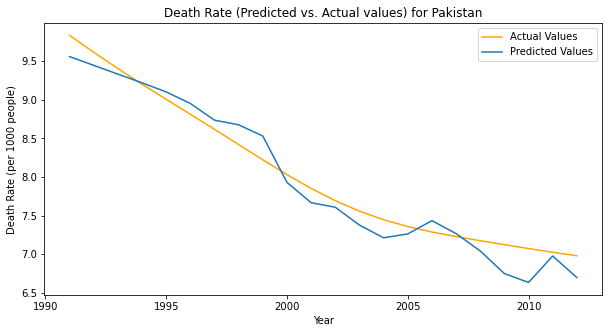 Death Rate (Predicted vs. Actual values) for Pakistan
Actual Values
Predicted Values
Death Rate (per 1000 people)
9.5
9.0
8.5
8.0
7.5
7.0
6.5
1990
1995
2000
2005
2010
Year